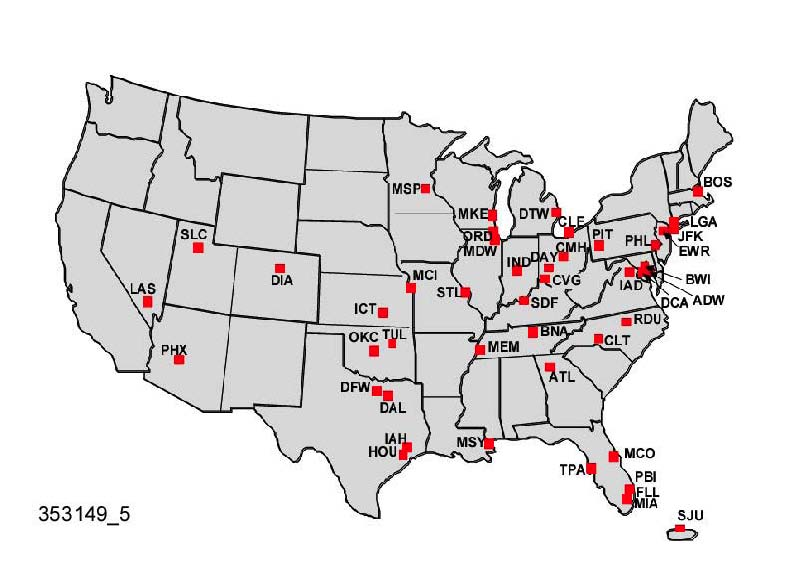 BOS
MSP
MKE
DTW
CLE
LGA
SLC
ORD
PIT
PHL
JFK
MDW
CMH
EWR
IND
DAY
DIA
MCI
CVG
IAD
BWI
LAS
STL
SDF
DCA
ADW
ICT
RDU
OKC
TUL
BNA
PHX
MEM
CLT
ATL
DFW
DAL
IAH
MSY
HOU
MCO
TPA
PBI
FLL
MIA
353149_5
SJU